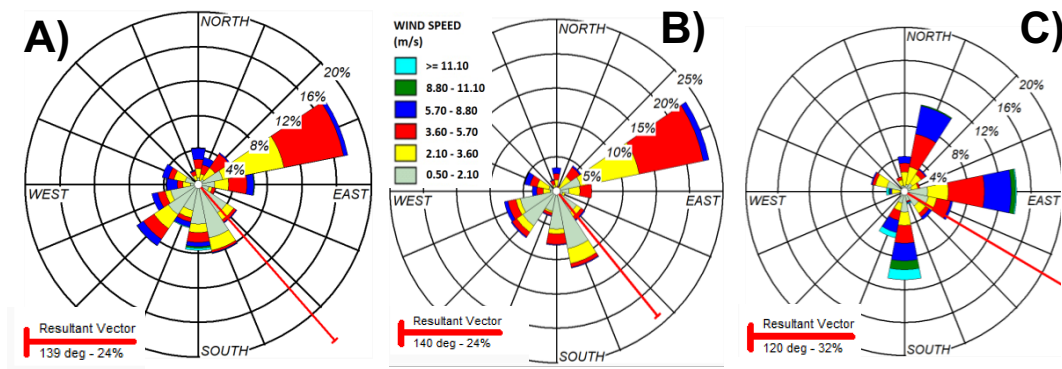 A)
NORTH
20%
16%
12%
8%
4%
WEST
EAST
SOUTH
Resultant Vector
139 deg - 24%
B)
WIND SPEED
(m/s)
>= 11.10
8.80 - 11.10
5.70 - 8.80
3.60 - 5.70
2.10 - 3.60
0.50 - 2.10
NORTH
25%
20%
15%
10%
5%
WEST
EAST
SOUTH
Resultant Vector
140 deg - 24%
C)
NORTH
20%
16%
12%
8%
4%
WEST
EAST
SOUTH
Resultant Vector
120 deg - 32%